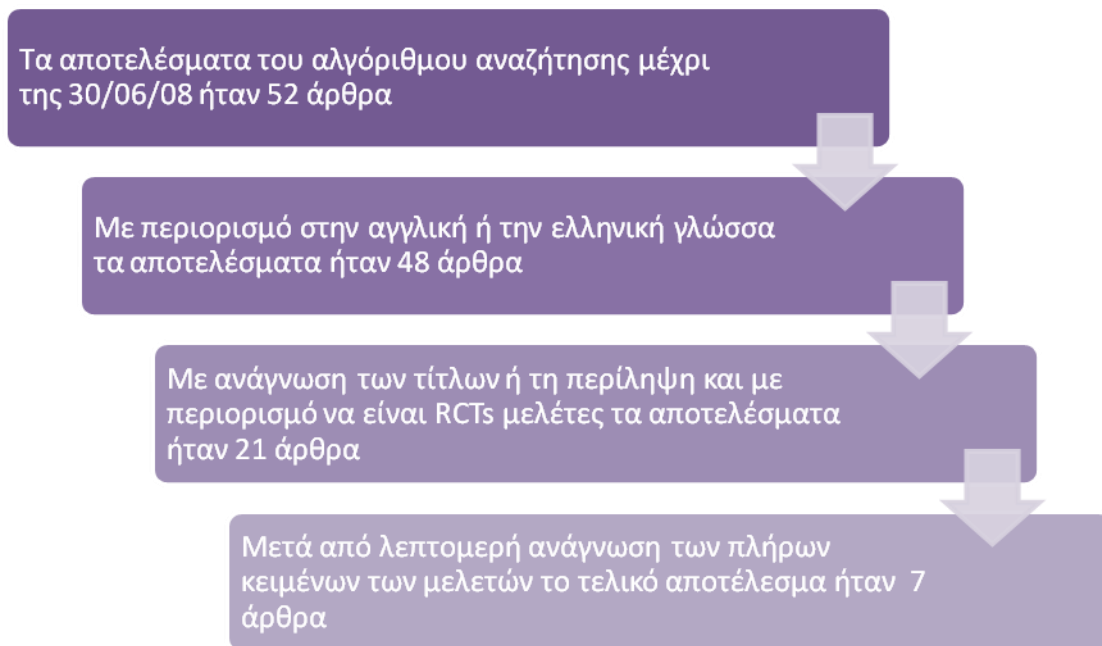 Τα αποτελέσματα του αλγόριθμου αναζήτησης μέχρι
της 30/06/08 ήταν 52 άρθρα
Με περιορισμό στην αγγλική ή την ελληνική γλώσσα
τα αποτελέσματα ήταν 48 άρθρα
Με ανάγνωση των τίτλων ή τη περίληψη και με
περιορισμό να είναι RCTs μελέτες τα αποτελέσματα
ήταν 21 άρθρα
Μετά από λεπτομερή ανάγνωση των πλήρων
κειμένων των μελετών το τελικό αποτέλεσμα ήταν 7
άρθρα